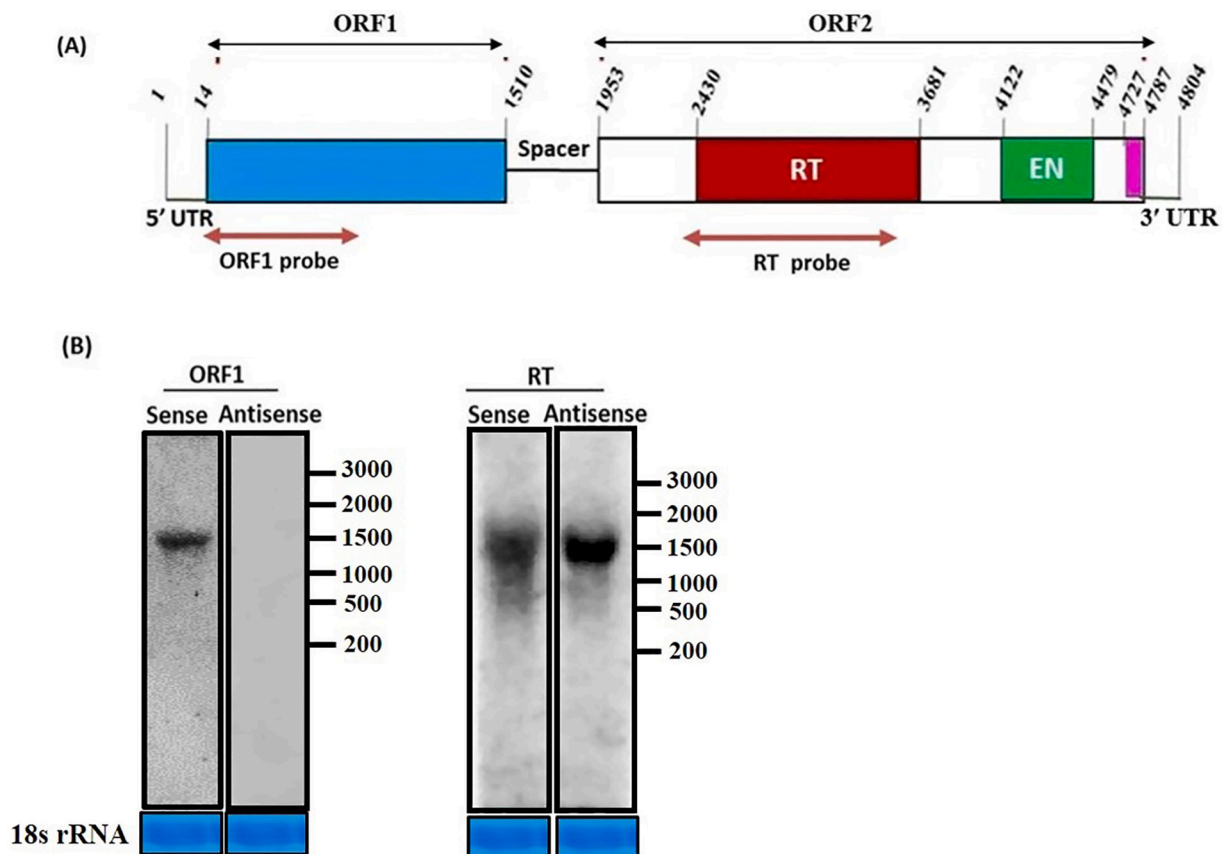 (A)
ORF1
ORF2
1
14
1510
1953
2430
3681
4122
4479
4727
4787
4804
Spacer
RT
EN
5' UTR
3' UTR
ORF1 probe
RT probe
(B)
ORF1
RT
Sense Antisense
Sense Antisense
3000
2000
1500
1000
500
200
3000
2000
1500
1000
500
200
18s rRNA